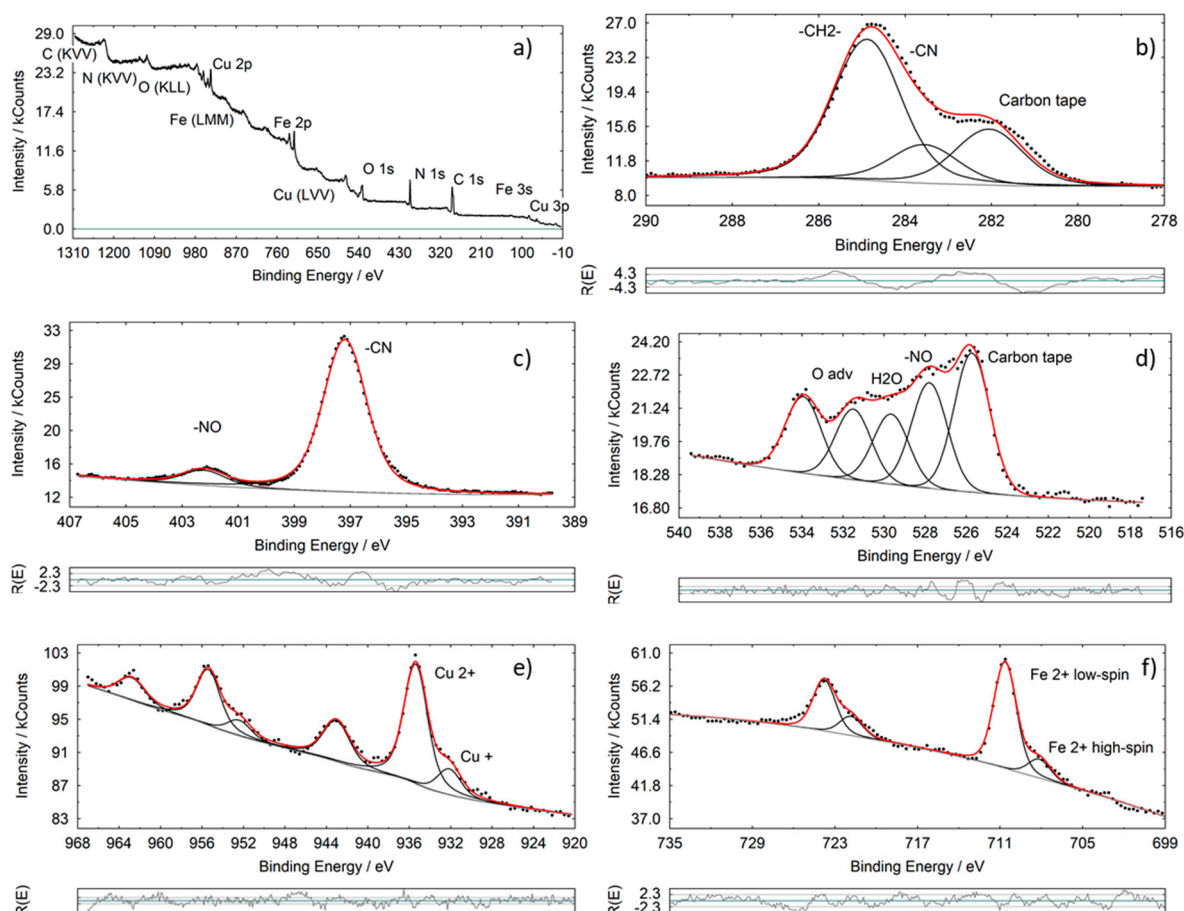 a)
29.0
23.2
17.4
11.6
5.8
0.0
Intensity / kCounts
C (KVV)
N (KVV)
O (KLL)
Cu 2p
Fe (LMM)
Fe 2p
Cu (LVV)
O 1s
N 1s
C 1s
Fe 3s
Cu 3p
1310 1200 1090 980 870 760 650 540 430 320 210 100 -10
Binding Energy / eV
b)
27.0
23.2
19.4
15.6
11.8
8.0
Intensity / kCounts
-CH2-
-CN
Carbon tape
290 288 286 284 282 280 278
Binding Energy / eV
R(E)
4.3
-4.3
c)
33
29
25
20
16
12
Intensity / kCounts
-NO
-CN
407 405 403 401 399 397 395 393 391 389
Binding Energy / eV
R(E)
2.3
-2.3
d)
24.20
22.72
21.24
19.76
18.28
16.80
Intensity / kCounts
O adv
H2O
-NO
Carbon tape
540 538 536 534 532 530 528 526 524 522 520 518 516
Binding Energy / eV
R(E)
e)
103
99
95
91
87
83
Intensity / kCounts
Cu 2+
Cu +
968 964 960 956 952 948 944 940 936 932 928 924 920
Binding Energy / eV
R(E)
f)
61.0
56.2
51.4
46.6
41.8
37.0
Intensity / kCounts
Fe 2+ low-spin
Fe 2+ high-spin
735 729 723 717 711 705 699
Binding Energy / eV
R(E)
2.3
-2.3